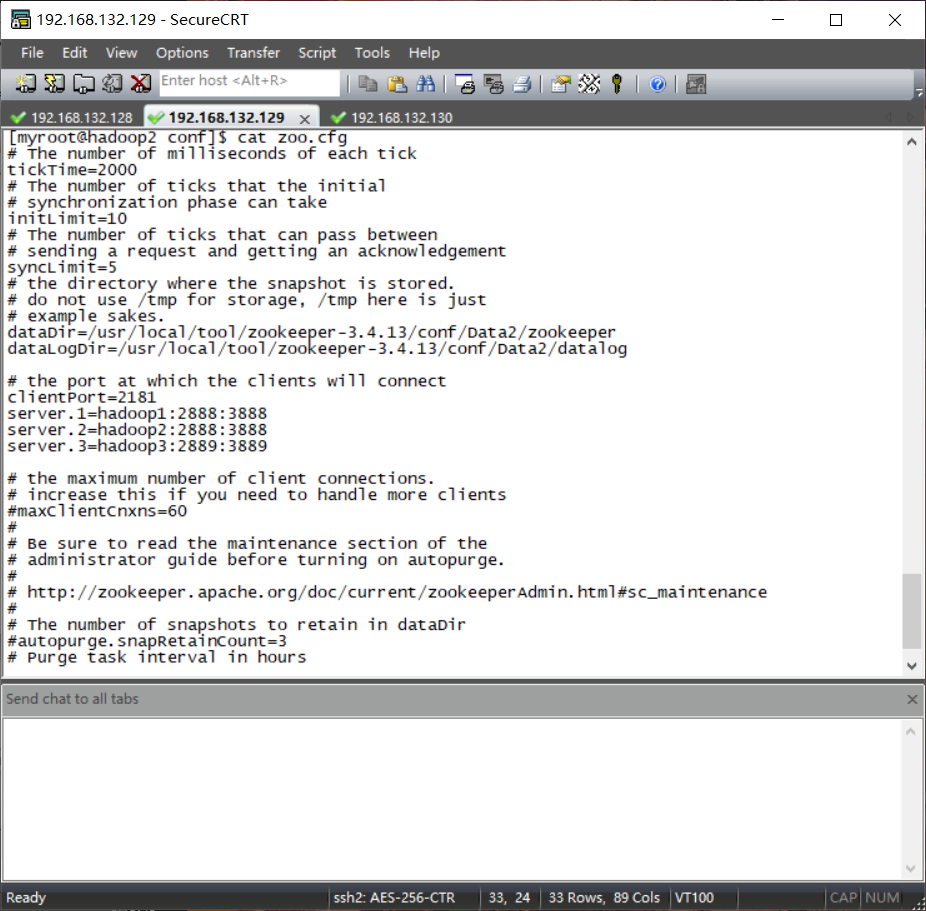 192.168.132.129 - SecureCRT
File Edit View Options Transfer Script Tools Help
Enter host <Alt+R>
192.168.132.128 192.168.132.129 192.168.132.130
[myroot@hadoop2 conf]$ cat zoo.cfg
# The number of milliseconds of each tick
tickTime=2000
# The number of ticks that the initial
# synchronization phase can take
initLimit=10
# The number of ticks that can pass between
# sending a request and getting an acknowledgement
syncLimit=5
# the directory where the snapshot is stored.
# do not use /tmp for storage, /tmp here is just
# example sakes.
dataDir=/usr/local/tool/zookeeper-3.4.13/conf/Data2/zookeeper
dataLogDir=/usr/local/tool/zookeeper-3.4.13/conf/Data2/datalog
# the port at which the clients will connect
clientPort=2181
server.1=hadoop1:2888:3888
server.2=hadoop2:2888:3888
server.3=hadoop3:2889:3889
# the maximum number of client connections.
# increase this if you need to handle more clients
#maxClientCnxns=60
#
# Be sure to read the maintenance section of the
# administrator guide before turning on autopurge.
#
# http://zookeeper.apache.org/doc/current/zookeeperAdmin.html#sc_maintenance
#
# The number of snapshots to retain in dataDir
#autopurge.snapRetainCount=3
# Purge task interval in hours
Send chat to all tabs
Ready ssh2: AES-256-CTR 33, 24 33 Rows, 89 Cols VT100 CAP NUM